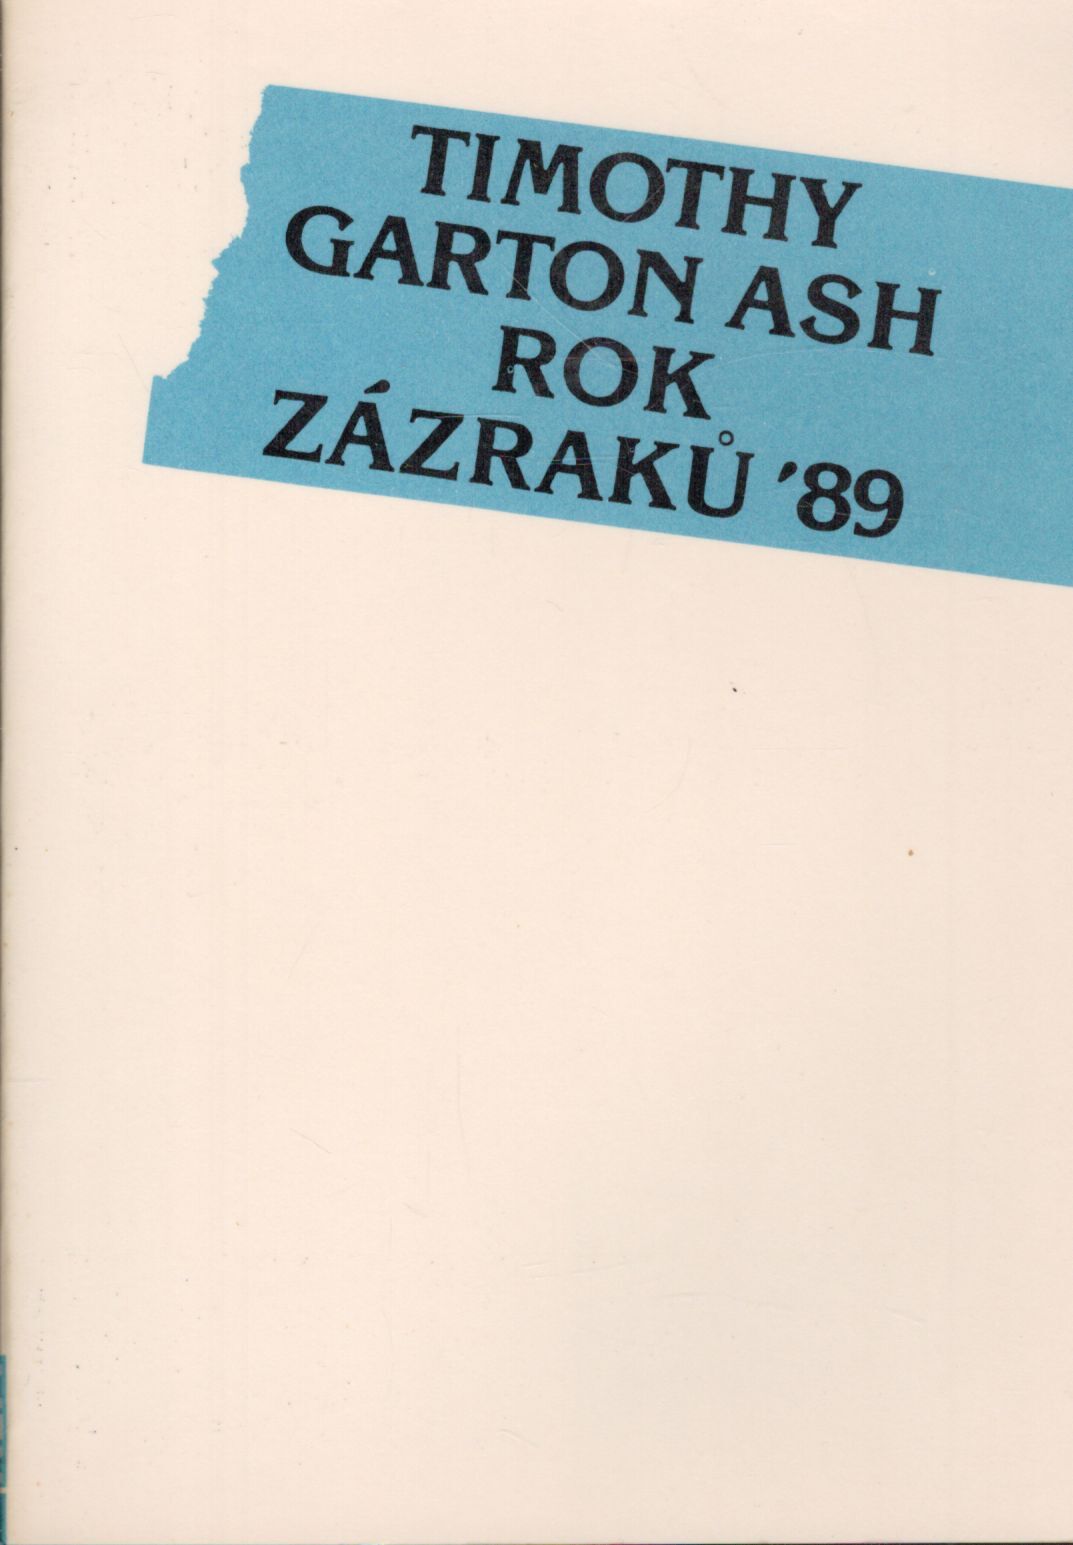 TIMOTHY
GARTON ASH
ROK
ZÁZRAKŮ '89